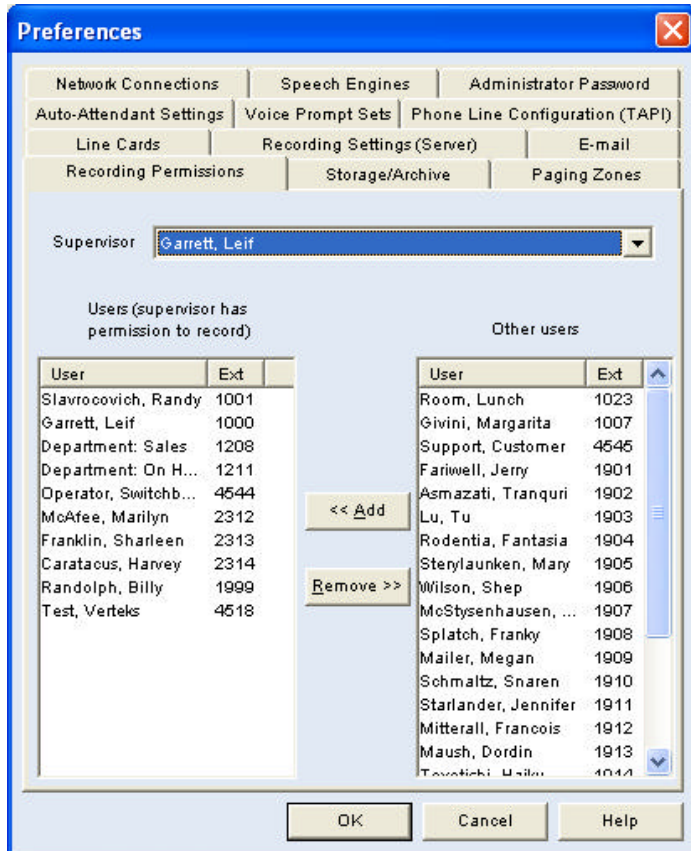 Preferences
Network Connections Speech Engines Administrator Password
Auto-Attendant Settings Voice Prompt Sets Phone Line Configuration (TAPI)
Line Cards Recording Settings (Server) E-mail
Recording Permissions Storage/Archive Paging Zones
Supervisor Garrett, Leif
Users (supervisor has
permission to record)
Other users
User Ext
Slavrocovich, Randy 1001
Garrett, Leif 1000
Department: Sales 1208
Department: On H... 1211
Operator, Switchb... 4544
McAfee, Marilyn 2312
Franklin, Sharleen 2313
Caratacus, Harvey 2314
Randolph, Billy 1999
Test, Verteks 4518
<< Add
Remove >>
User Ext
Room, Lunch 1023
Givini, Margarita 1007
Support, Customer 4545
Fariwell, Jerry 1901
Asmazati, Tranquri 1902
Lu, Tu 1903
Rodentia, Fantasia 1904
Sterylaunken, Mary 1905
Wilson, Shep 1906
McStysenhausen, ... 1907
Splatch, Franky 1908
Mailer, Megan 1909
Schmaltz, Snaren 1910
Starlander, Jennifer 1911
Mitterall, Francois 1912
Maush, Dordin 1913
OK Cancel Help